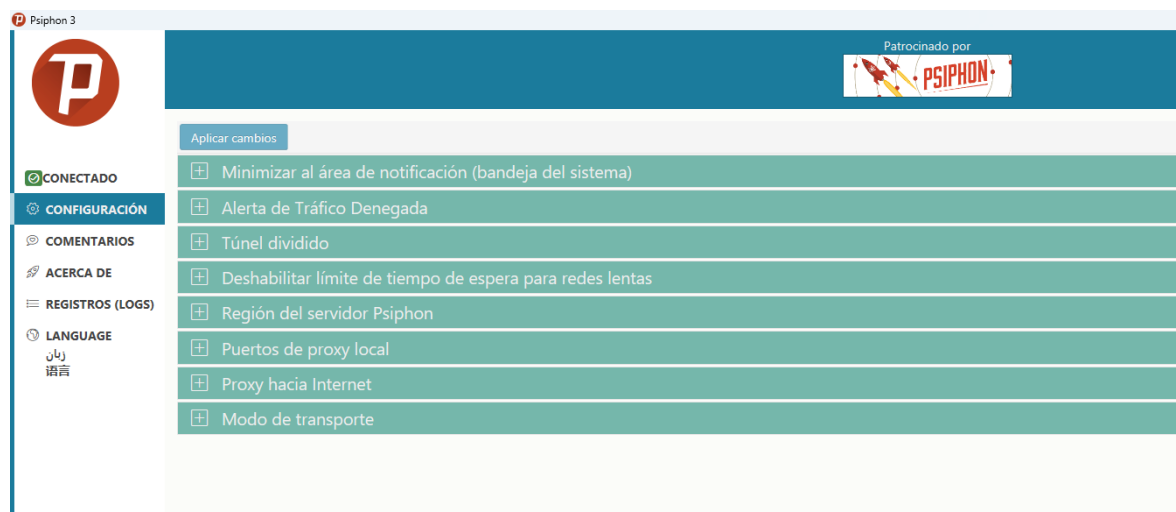 Psiphon 3
Patrocinado por
PSIPHON
Aplicar cambios
CONECTADO
CONFIGURACIÓN
COMENTARIOS
ACERCA DE
REGISTROS (LOGS)
LANGUAGE
زبان
语言
Minimizar al área de notificación (bandeja del sistema)
Alerta de Tráfico Denegada
Túnel dividido
Deshabilitar límite de tiempo de espera para redes lentas
Región del servidor Psiphon
Puertos de proxy local
Proxy hacia Internet
Modo de transporte